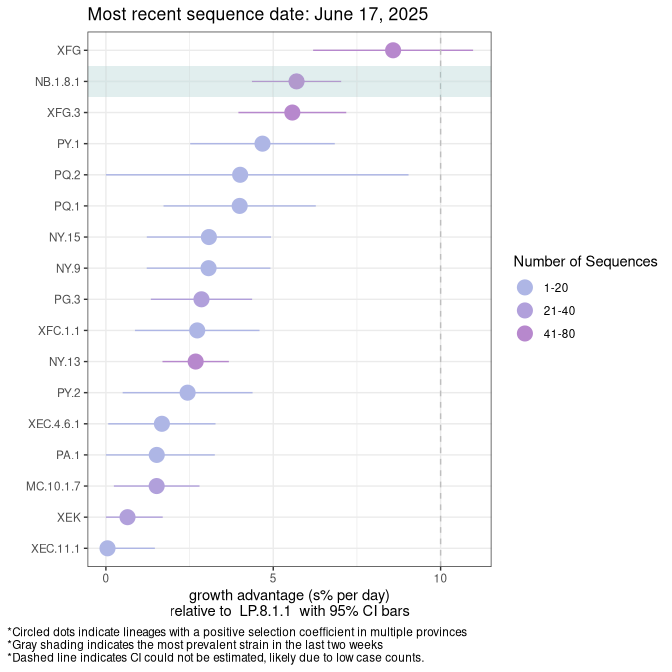 Most recent sequence date: June 17, 2025
XFG
NB.1.8.1
XFG.3
PY.1
PQ.2
PQ.1
NY.15
NY.9
PG.3
XFC.1.1
NY.13
PY.2
XEC.4.6.1
PA.1
MC.10.1.7
XEK
XEC.11.1
0 5 10
growth advantage (s% per day)
relative to LP.8.1.1 with 95% CI bars
Number of Sequences
1-20
21-40
41-80
*Circled dots indicate lineages with a positive selection coefficient in multiple provinces
*Gray shading indicates the most prevalent strain in the last two weeks
*Dashed line indicates CI could not be estimated, likely due to low case counts.